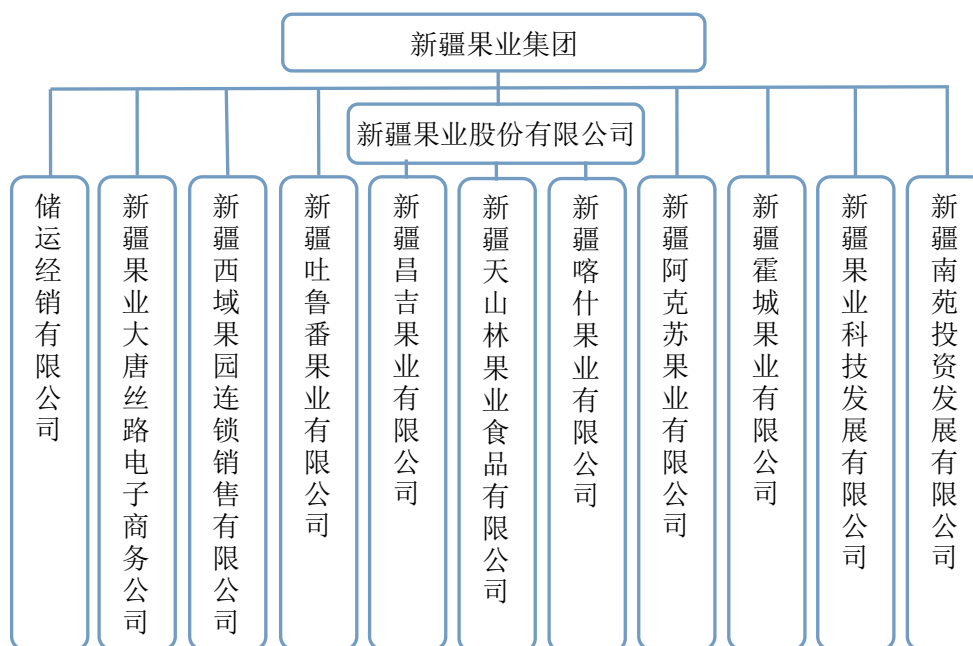 新疆果业集团
新疆果业股份有限公司
储运经销有限公司
新疆果业大唐丝路电子商务公司
新疆西域果园连锁销售有限公司
新疆吐鲁番果业有限公司
新疆昌吉果业有限公司
新疆天山林果业食品有限公司
新疆喀什果业有限公司
新疆阿克苏果业有限公司
新疆霍城果业有限公司
新疆果业科技发展有限公司
新疆南苑投资发展有限公司